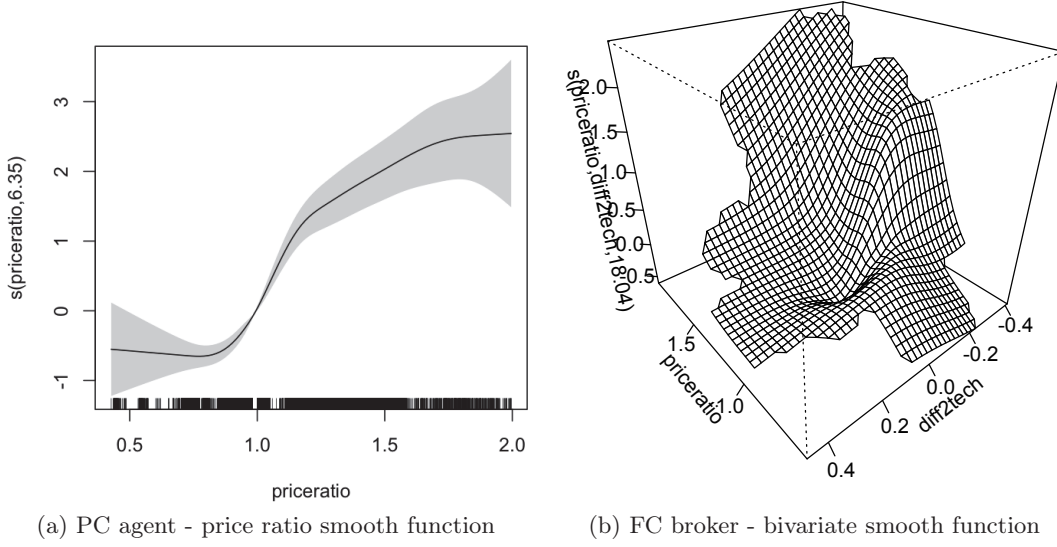 3
2
1
0
-1
s(priceratio,6.35)
0.5 1.0 1.5 2.0
priceratio
(a) PC agent - price ratio smooth function
s(priceratio,diff2tech,18.04)
2.0
1.5
1.0
0.5
0.0
-0.5
1.5
1.0
priceratio
-0.4
-0.2
0.0
0.2
0.4
diff2tech
(b) FC broker - bivariate smooth function